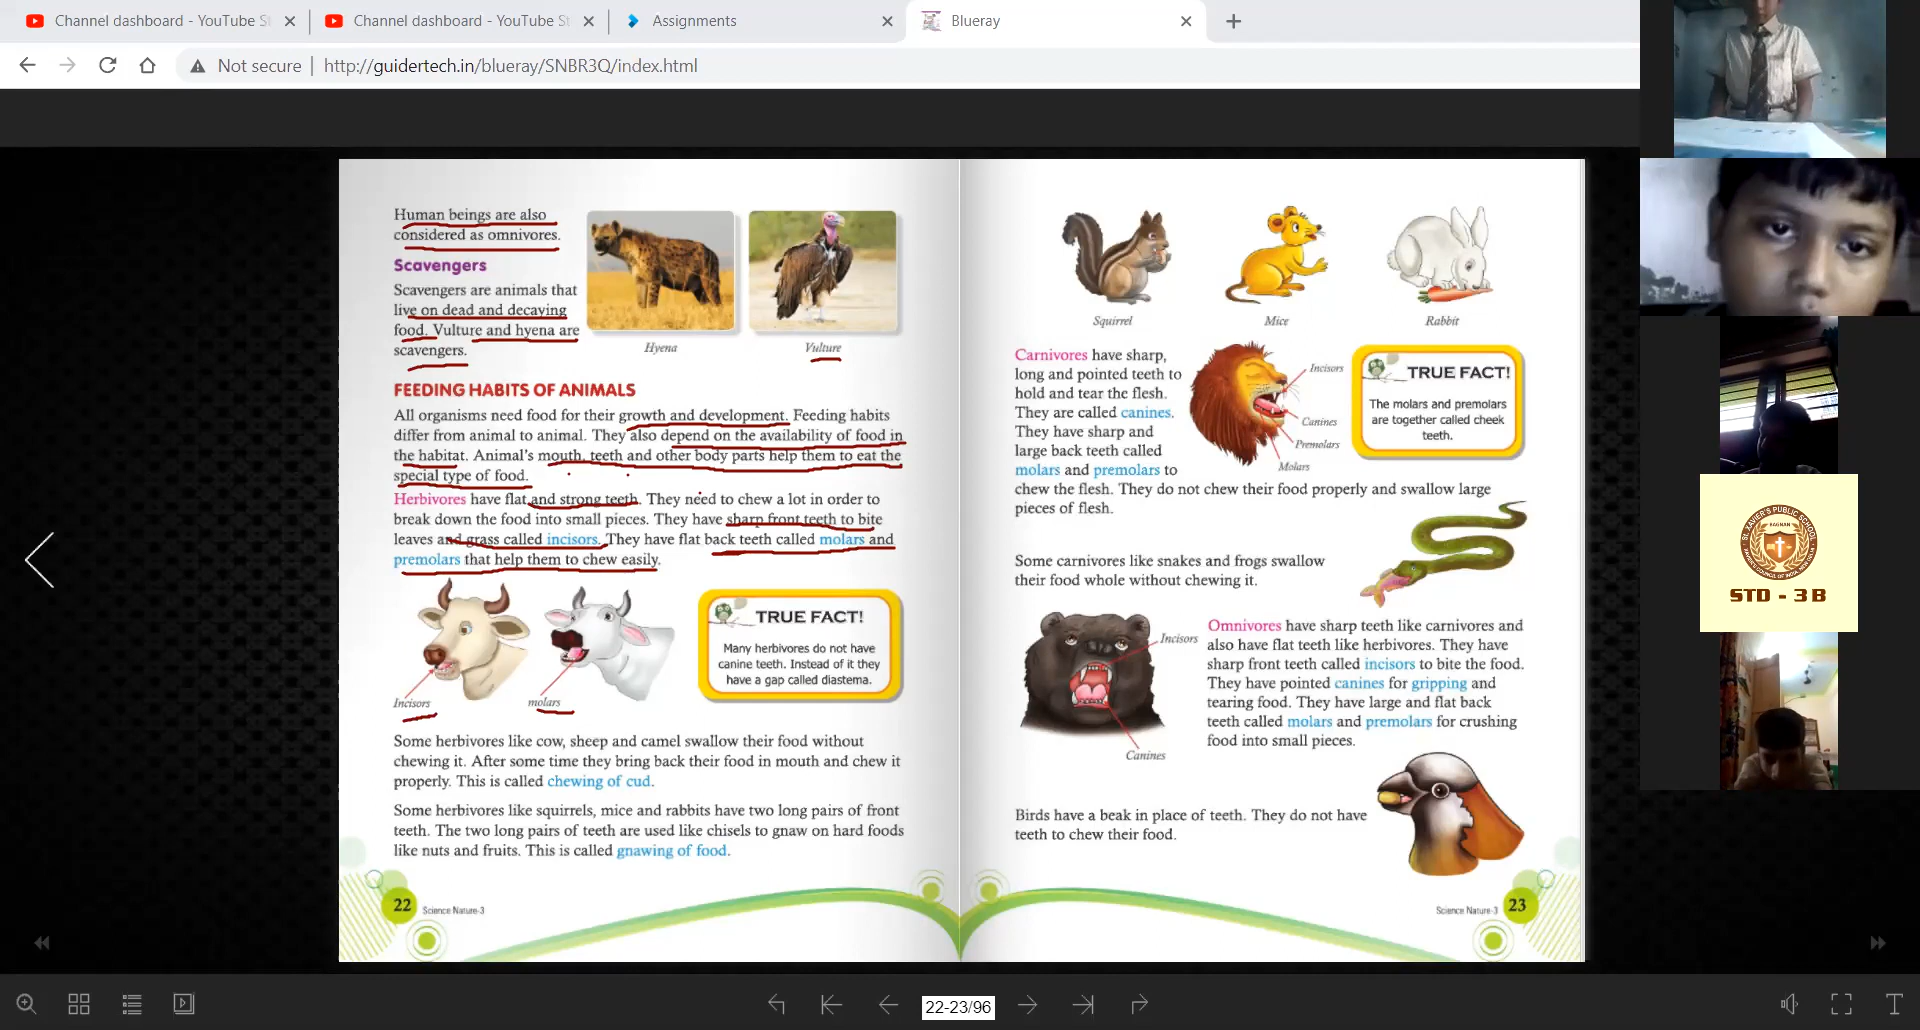 Channel dashboard - YouTube St
Channel dashboard - YouTube St
Assignments
Blueray
Not secure
http://guidertech.in/blueray/SNBR3Q/index.html
Human beings are also
considered as omnivores.
Scavengers
Scavengers are animals that
live on dead and decaying
food. Vulture and hyena are
scavengers.
Hyena
Vulture
FEEDING HABITS OF ANIMALS
All organisms need food for their growth and development. Feeding habits
differ from animal to animal. They also depend on the availability of food in
the habitat. Animal's mouth, teeth and other body parts help them to eat the
special type of food.
Herbivores have flat and strong teeth. They need to chew a lot in order to
break down the food into small pieces. They have sharp front teeth to bite
leaves and grass called incisors. They have flat back teeth called molars and
premolars that help them to chew easily.
Incisors
molars
TRUE FACT!
Many herbivores do not have
canine teeth. Instead of it they
have a gap called diastema.
Some herbivores like cow, sheep and camel swallow their food without
chewing it. After some time they bring back their food in mouth and chew it
properly. This is called chewing of cud.
Some herbivores like squirrels, mice and rabbits have two long pairs of front
teeth. The two long pairs of teeth are used like chisels to gnaw on hard foods
like nuts and fruits. This is called gnawing of food.
22
Science Nature-3
Squirrel
Mice
Rabbit
Carnivores have sharp,
long and pointed teeth to
hold and tear the flesh.
They are called canines.
They have sharp and
large back teeth called
molars and premolars to
chew the flesh. They do not chew their food properly and swallow large
pieces of flesh.
Incisors
Canines
Premolars
Molars
TRUE FACT!
The molars and premolars
are together called cheek
teeth.
Some carnivores like snakes and frogs swallow
their food whole without chewing it.
Incisors
Canines
Omnivores have sharp teeth like carnivores and
also have flat teeth like herbivores. They have
sharp front teeth called incisors to bite the food.
They have pointed canines for gripping and
tearing food. They have large and flat back
teeth called molars and premolars for crushing
food into small pieces.
Birds have a beak in place of teeth. They do not have
teeth to chew their food.
Science Nature-3
23
ST. XAVIER'S PUBLIC SCHOOL
BAGNAN
STD - 3 B
22-23/96